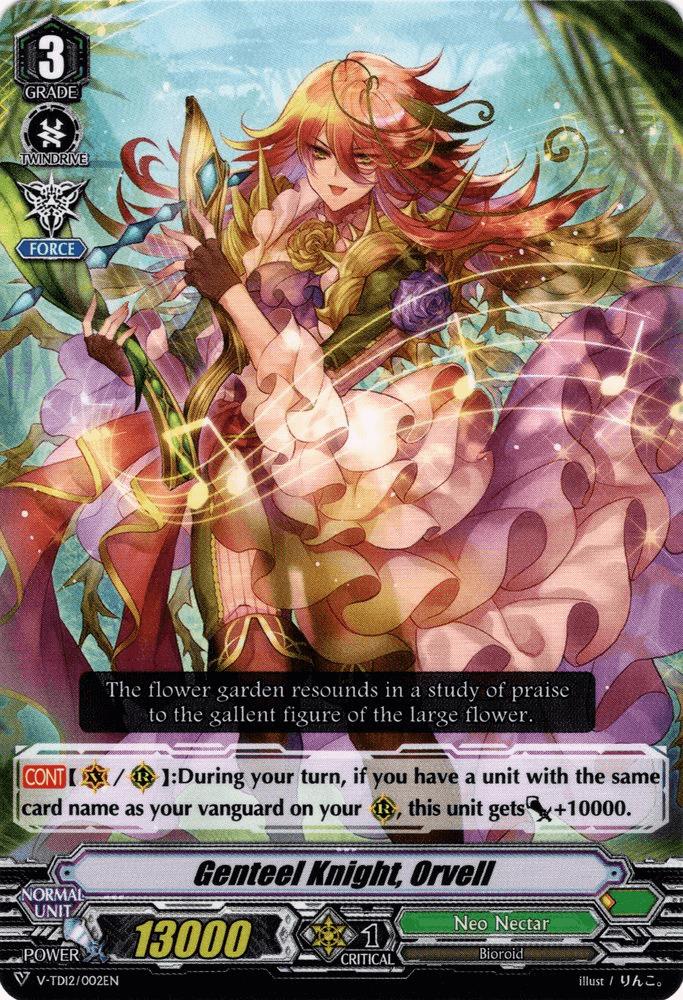 3
GRADE
TWINDRIVE
FORCE
The flower garden resounds in a study of praise
to the gallent figure of the large flower.
CONT【 V / R 】:During your turn, if you have a unit with the same
card name as your vanguard on your R, this unit gets +10000.
Genteel Knight, Orvell
NORMAL
UNIT
POWER 13000 1
CRITICAL
Neo Nectar
Bioroid
V-TD12/002EN
illust / りんこ。